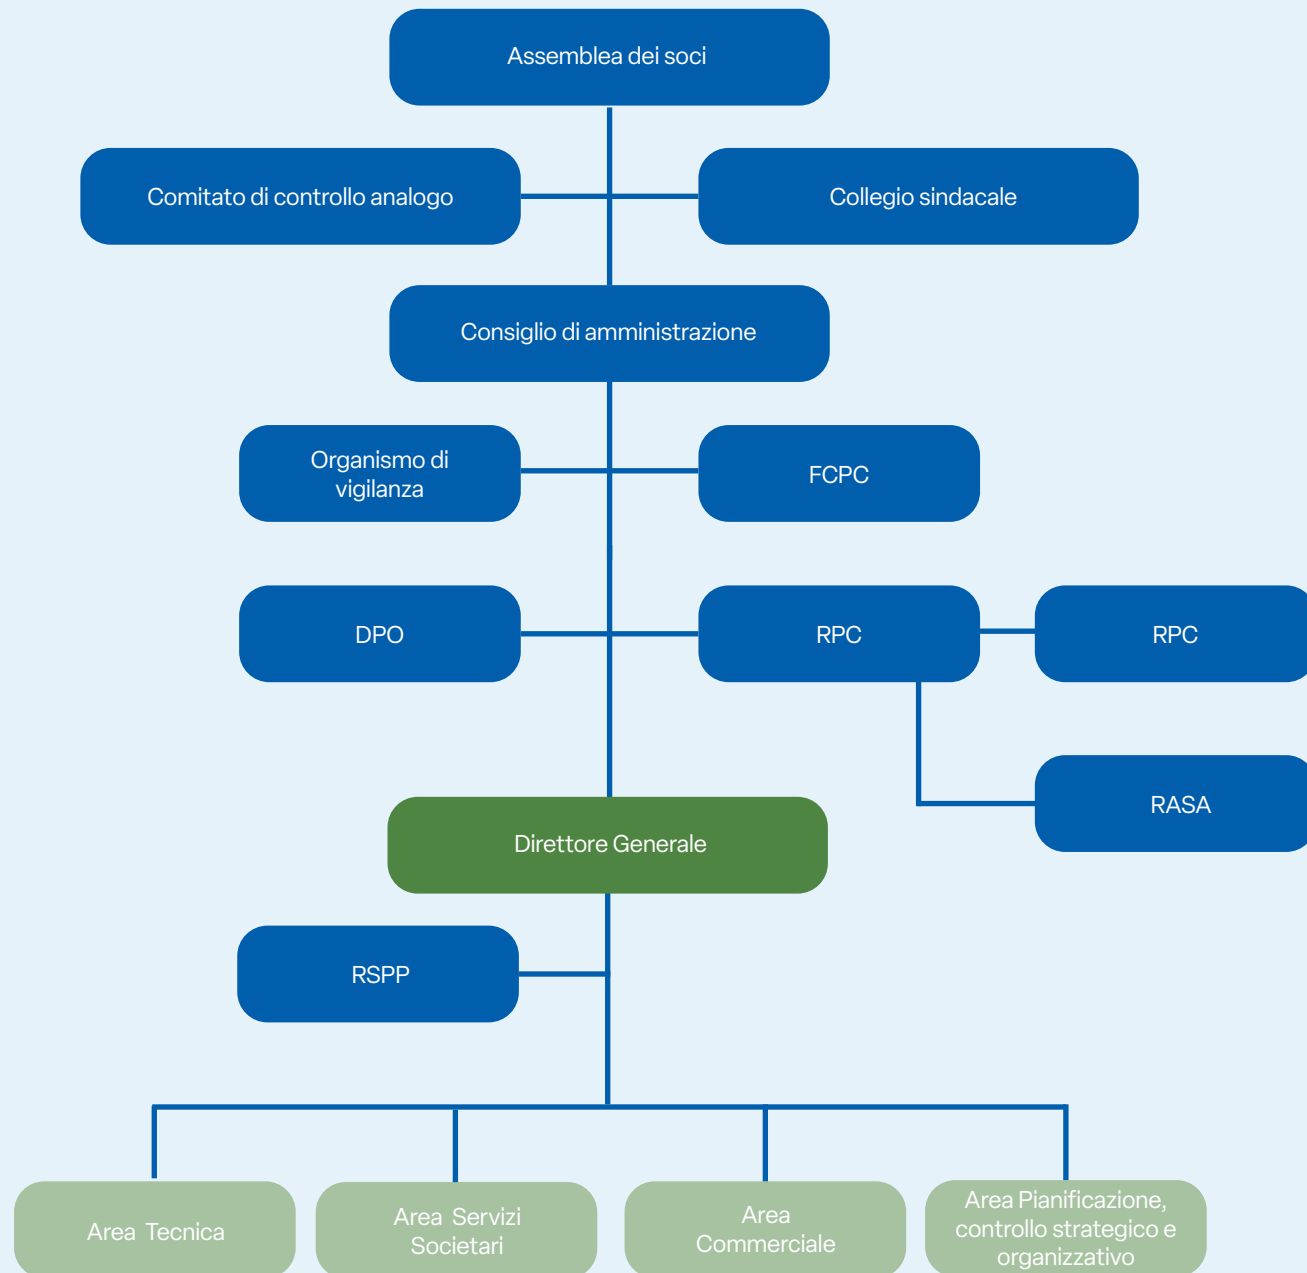 Assemblea dei soci
Comitato di controllo analogo
Collegio sindacale
Consiglio di amministrazione
Organismo di
vigilanza
FCPC
DPO
RPC
RPC
RASA
Direttore Generale
RSPP
Area Tecnica
Area Servizi
Societari
Area
Commerciale
Area Pianificazione,
controllo strategico e
organizzativo